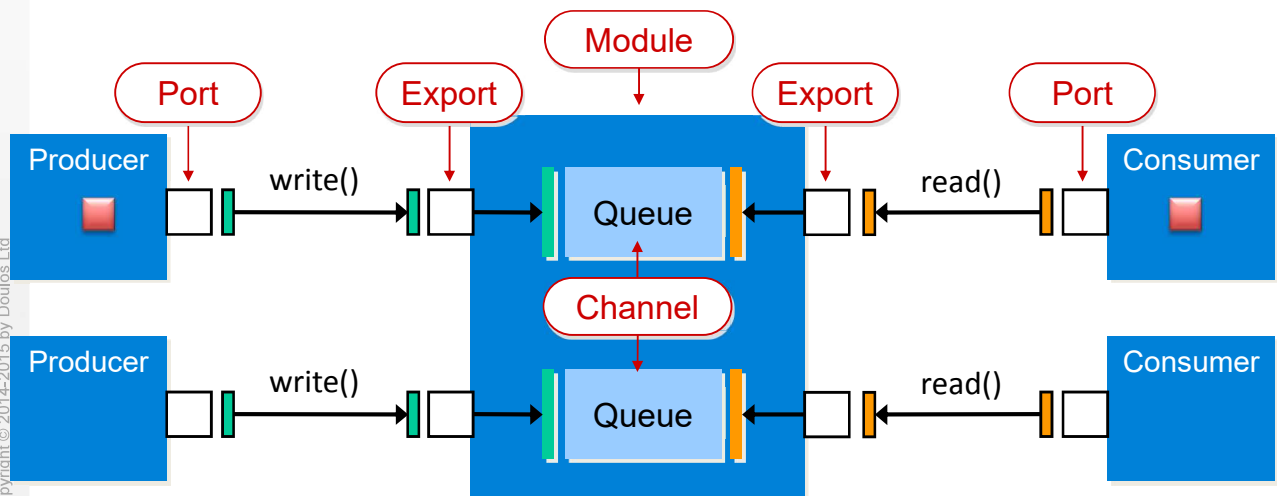 Module
Port
Export
Export
Port
Producer
write()
Queue
read()
Consumer
Channel
Producer
write()
Queue
read()
Consumer
pyright © 2014-2015 by Doulos Ltd